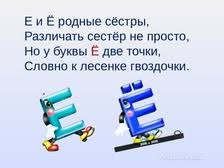 Е и Ё родные сёстры,
Различать сестёр не просто,
Но у буквы Ё две точки,
Словно к лесенке гвоздочки.
Е Ё